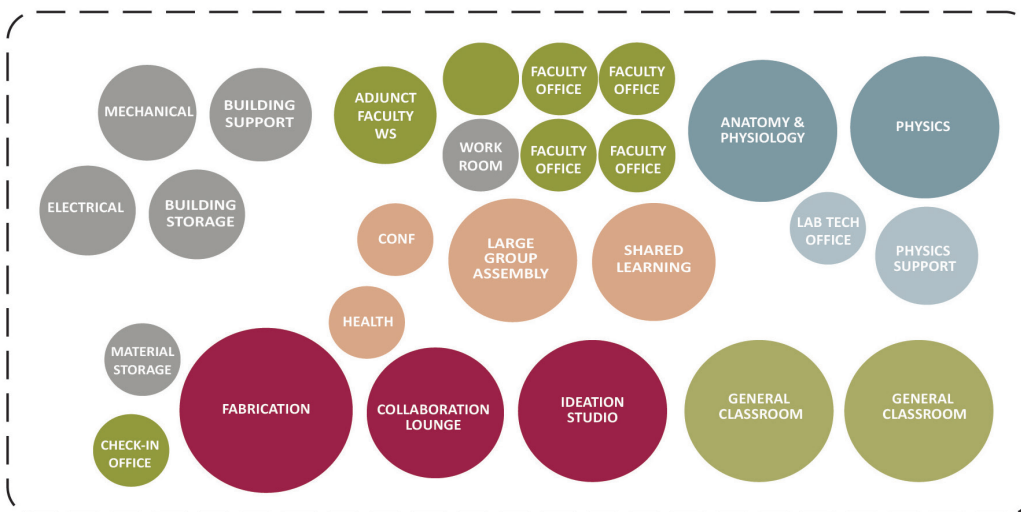 MECHANICAL
BUILDING
SUPPORT
ADJUNCT
FACULTY
WS
FACULTY
OFFICE
FACULTY
OFFICE
ANATOMY &
PHYSIOLOGY
PHYSICS
WORK
ROOM
FACULTY
OFFICE
FACULTY
OFFICE
ELECTRICAL
BUILDING
STORAGE
CONF
LARGE
GROUP
ASSEMBLY
SHARED
LEARNING
LAB TECH
OFFICE
PHYSICS
SUPPORT
HEALTH
MATERIAL
STORAGE
FABRICATION
COLLABORATION
LOUNGE
IDEATION
STUDIO
GENERAL
CLASSROOM
GENERAL
CLASSROOM
CHECK-IN
OFFICE